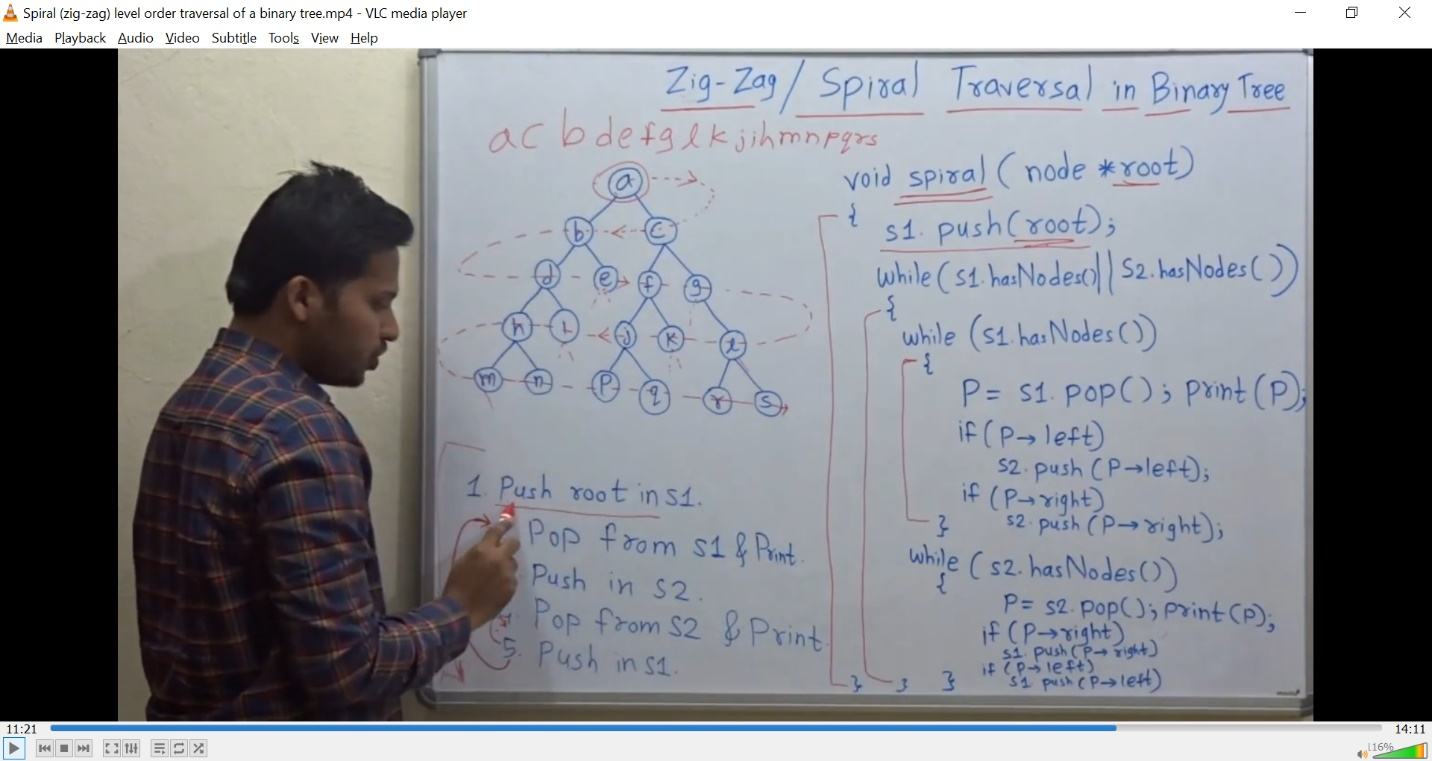 Spiral (zig-zag) level order traversal of a binary tree.mp4 - VLC media player
Media Playback Audio Video Subtitle Tools View Help
Zig-Zag/ Spiral Traversal in Binary Tree
a c b d e f g l k j i h m n p q r s
a
b c
d e f g
h i j k l
m n p q r s
1. Push root in s1.
Pop from s1 & Print.
Push in s2.
Pop from s2 & Print.
5. Push in s1.
void spiral ( node *root)
{
s1. push(root);
while( s1.hasNodes()|| s2.hasNodes())
{
while (s1.hasNodes())
{
P= s1. pop(); print(P);
if(P→left)
s2.push (P→left);
if (P→right)
} s2.push (P→right);
while ( s2.hasNodes())
{
P= s2.pop(); print(p);
if (P→right)
s1. push(P→right)
if (P→left)
} } } s1 push(P→left)
11:21 14:11
116%